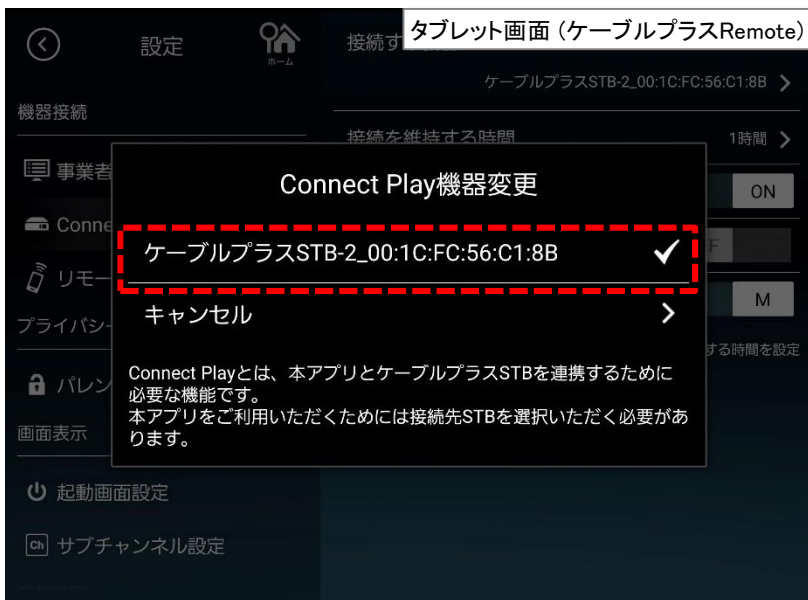 タブレット画面（ケーブルプラスRemote）
設定
ホーム
接続す
ケーブルプラスSTB-2_00:1C:FC:56:C1:8B
機器接続
接続を維持する時間
1時間
事業者
ON
Conne
F
リモー
M
プライバシー
する時間を設定
パレン
画面表示
起動画面設定
Ch サブチャンネル設定
Connect Play機器変更
ケーブルプラスSTB-2_00:1C:FC:56:C1:8B
キャンセル
Connect Playとは、本アプリとケーブルプラスSTBを連携するために
必要な機能です。
本アプリをご利用いただくためには接続先STBを選択いただく必要があ
ります。